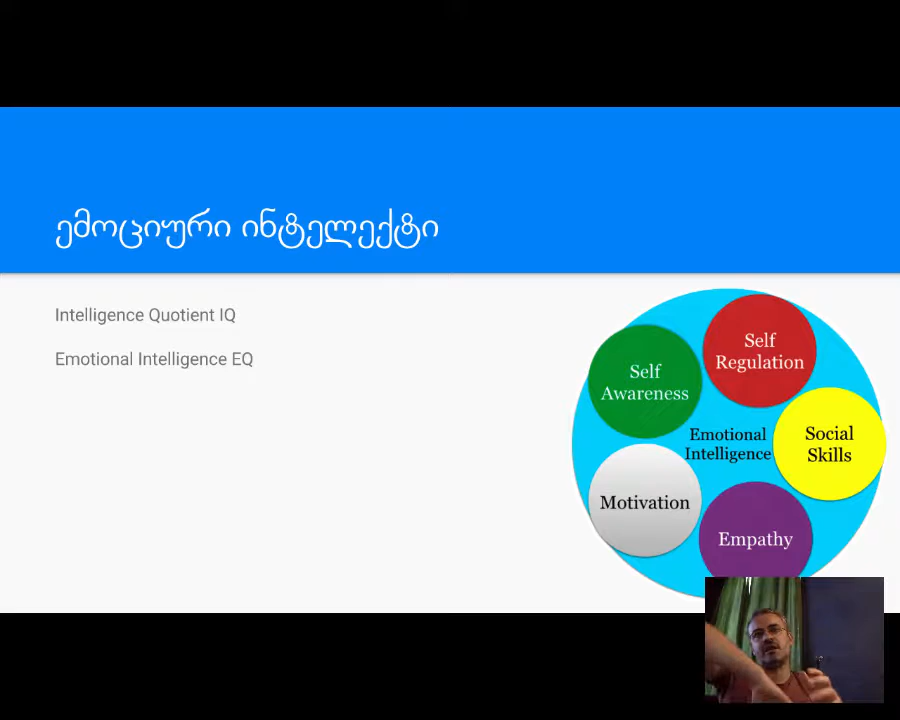 ემოციური ინტელექტი
Intelligence Quotient IQ
Emotional Intelligence EQ
Self
Regulation
Self
Awareness
Social
Skills
Emotional
Intelligence
Motivation
Empathy